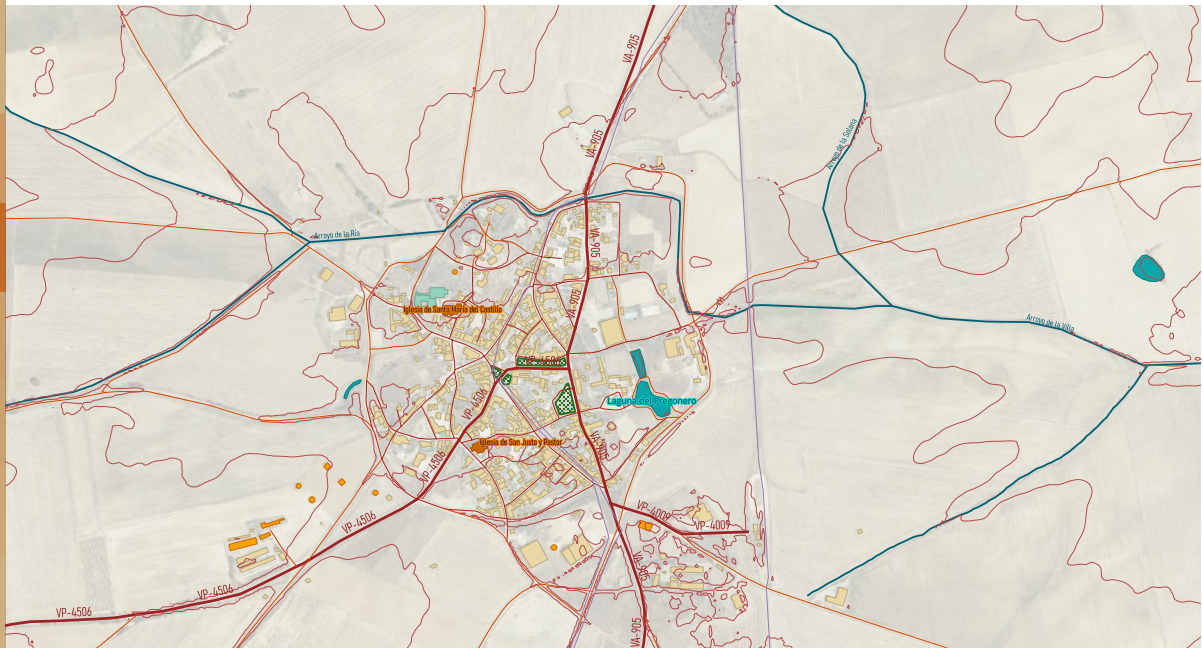 VA-905
VA-905
Arroyo de la Solana
Arroyo de la Ría
VA-905
VA-905
Iglesia de Santa María del Castillo
Arroyo de la Villa
VP-4506
Laguna del Pregonero
Iglesia de San Justo y Pastor
VA-905
VP-4506
VP-4506
VP-4009
VP-4009
VA-905
VP-4506
VP-4506
VA-905